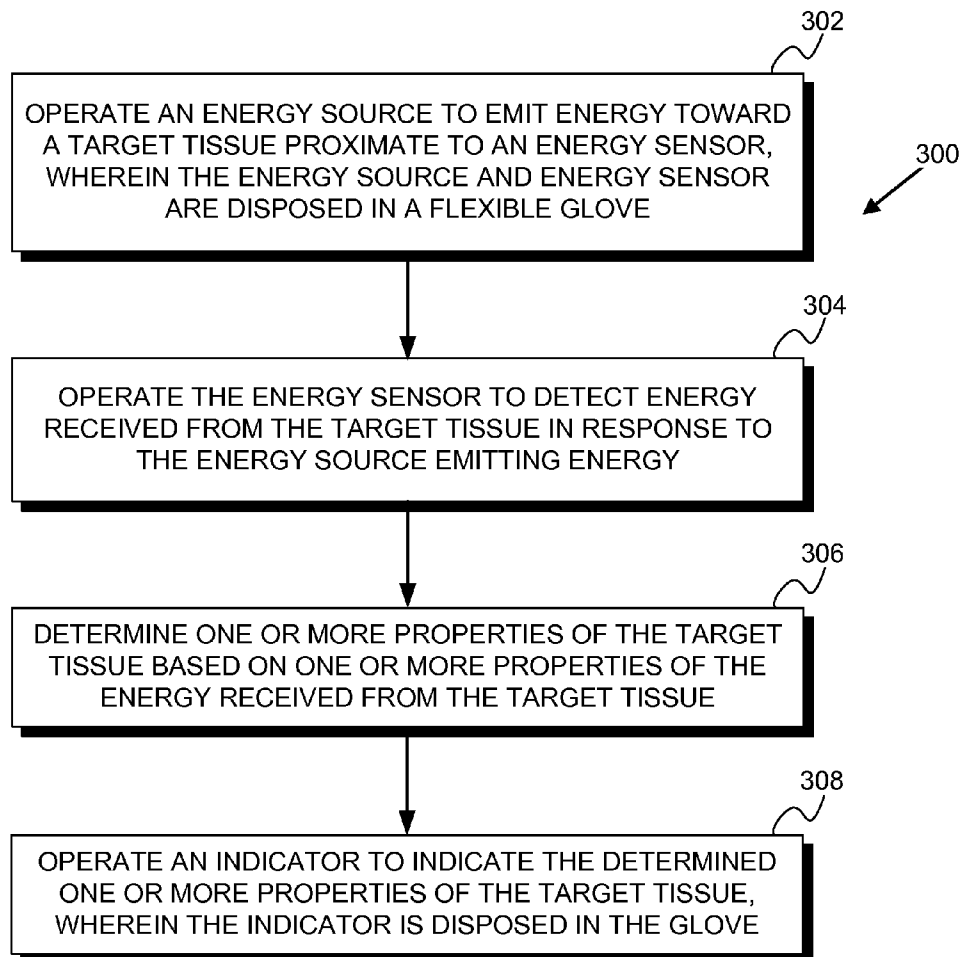 302
OPERATE AN ENERGY SOURCE TO EMIT ENERGY TOWARD
A TARGET TISSUE PROXIMATE TO AN ENERGY SENSOR,
WHEREIN THE ENERGY SOURCE AND ENERGY SENSOR
ARE DISPOSED IN A FLEXIBLE GLOVE
300
304
OPERATE THE ENERGY SENSOR TO DETECT ENERGY
RECEIVED FROM THE TARGET TISSUE IN RESPONSE TO
THE ENERGY SOURCE EMITTING ENERGY
306
DETERMINE ONE OR MORE PROPERTIES OF THE TARGET
TISSUE BASED ON ONE OR MORE PROPERTIES OF THE
ENERGY RECEIVED FROM THE TARGET TISSUE
308
OPERATE AN INDICATOR TO INDICATE THE DETERMINED
ONE OR MORE PROPERTIES OF THE TARGET TISSUE,
WHEREIN THE INDICATOR IS DISPOSED IN THE GLOVE